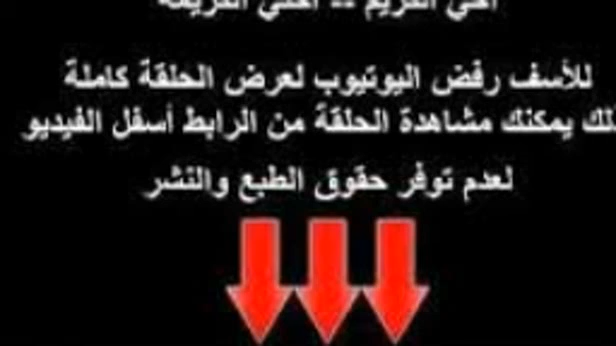 أخي الكريم -- أختي الكريمة
للأسف رفض اليوتيوب لعرض الحلقة كاملة
يمكنك مشاهدة الحلقة من الرابط أسفل الفيديو
لعدم توفر حقوق الطبع والنشر